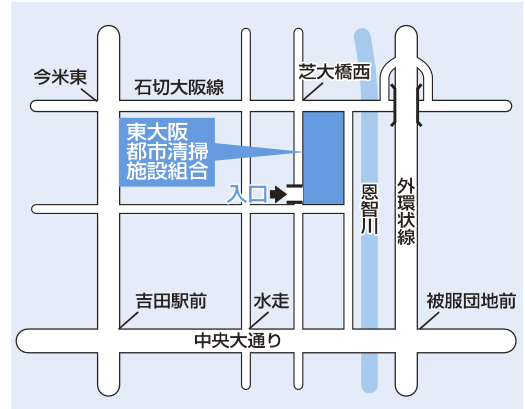 今米東
石切大阪線
芝大橋西
東大阪
都市清掃
施設組合
入口
恩智川
外環状線
吉田駅前
水走
被服団地前
中央大通り